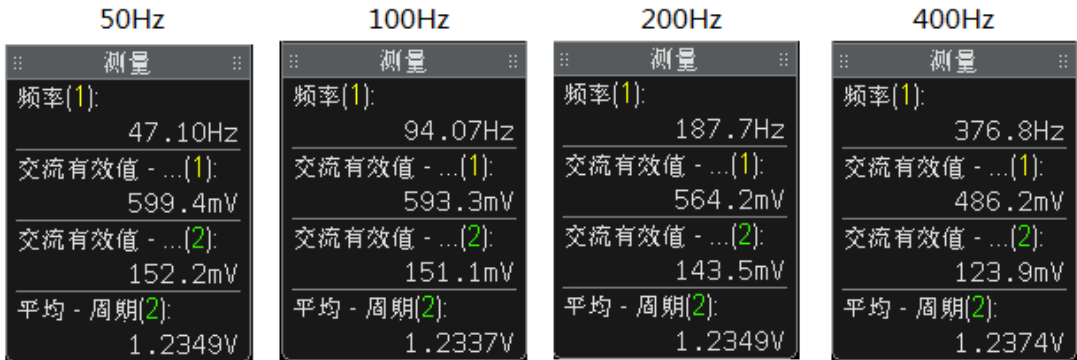 50Hz
测量
频率(1):
47.10Hz
交流有效值 - ...(1):
599.4mV
交流有效值 - ...(2):
152.2mV
平均 - 周期(2):
1.2349V
100Hz
测量
频率(1):
94.07Hz
交流有效值 - ...(1):
593.3mV
交流有效值 - ...(2):
151.1mV
平均 - 周期(2):
1.2337V
200Hz
测量
频率(1):
187.7Hz
交流有效值 - ...(1):
564.2mV
交流有效值 - ...(2):
143.5mV
平均 - 周期(2):
1.2349V
400Hz
测量
频率(1):
376.8Hz
交流有效值 - ...(1):
486.2mV
交流有效值 - ...(2):
123.9mV
平均 - 周期(2):
1.2374V